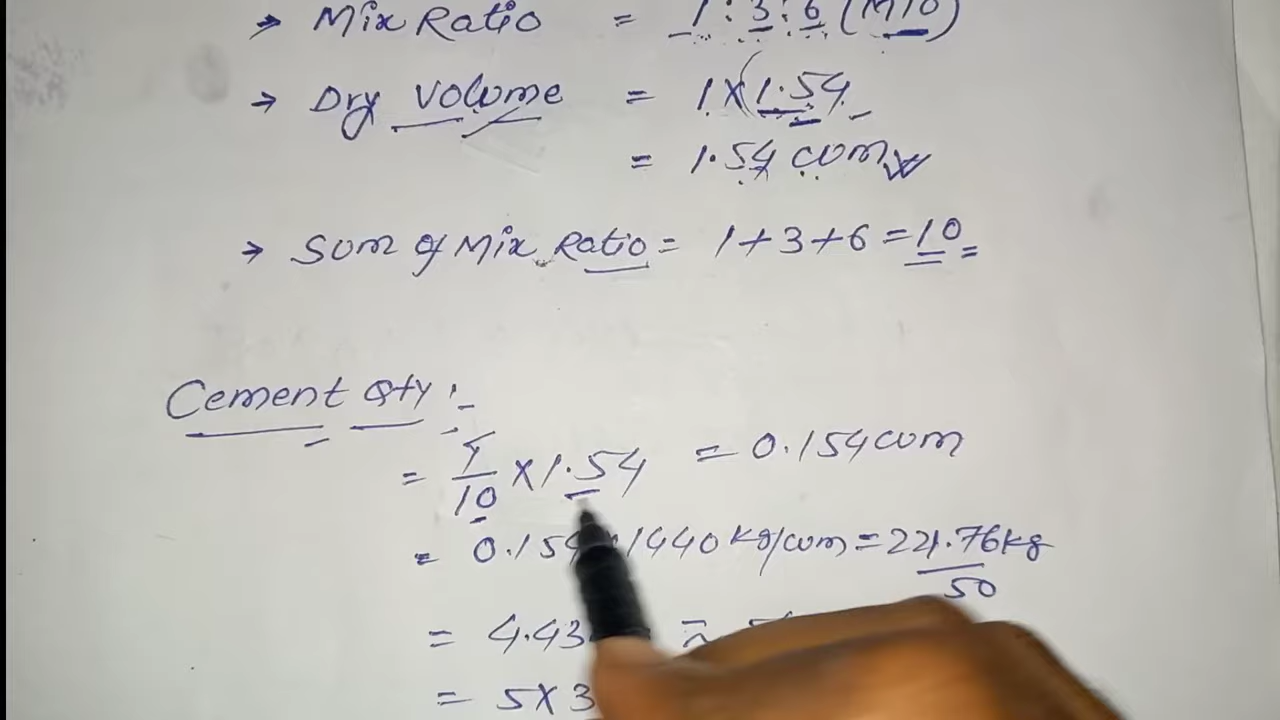 → Mix Ratio = 1:3:6 (M10)
→ Dry volume = 1×(1.54
= 1.54 cum
→ Sum of Mix Ratio = 1+3+6 = 10 =
Cement Qty :-
= 1/10 × 1.54 = 0.154 cum
= 0.154 1440 kg/cum = 221.76 kg
50
= 4.43 ≈
= 5×3